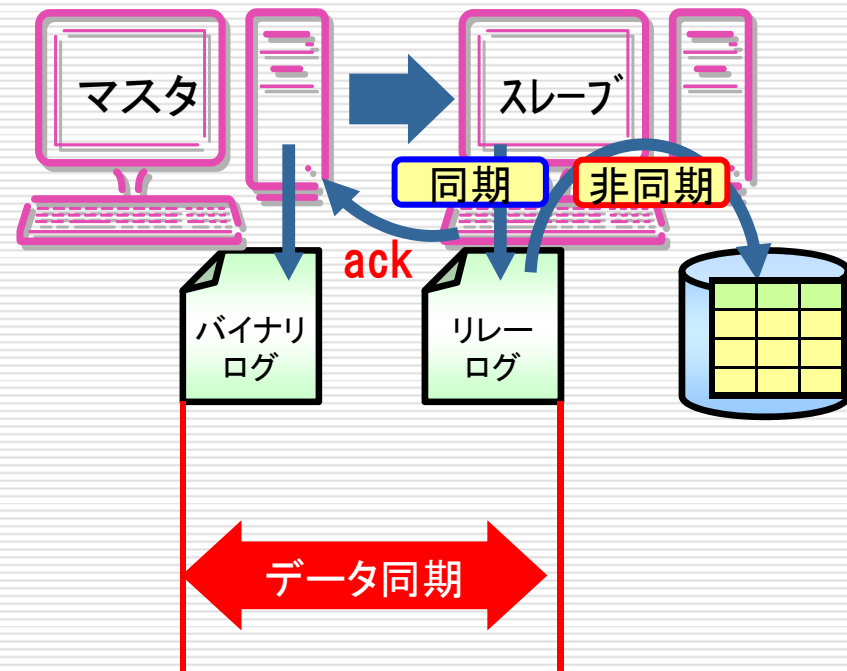 マスタ
スレーブ
同期
非同期
ack
バイナリ
ログ
リレー
ログ
データ同期